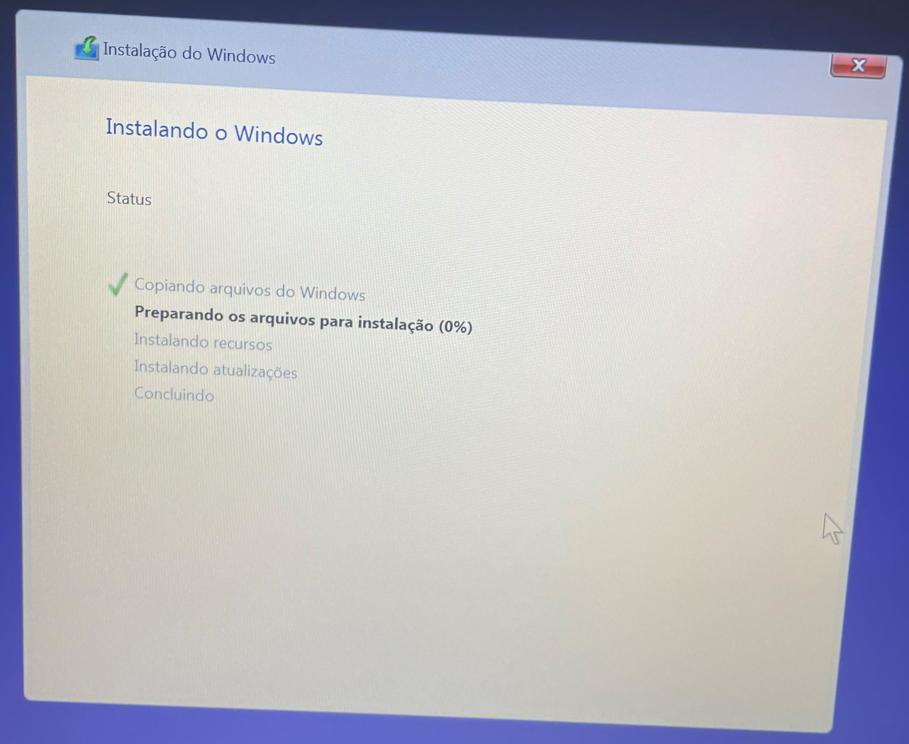 Instalação do Windows
Instalando o Windows
Status
Copiando arquivos do Windows
Preparando os arquivos para instalação (0%)
Instalando recursos
Instalando atualizações
Concluindo